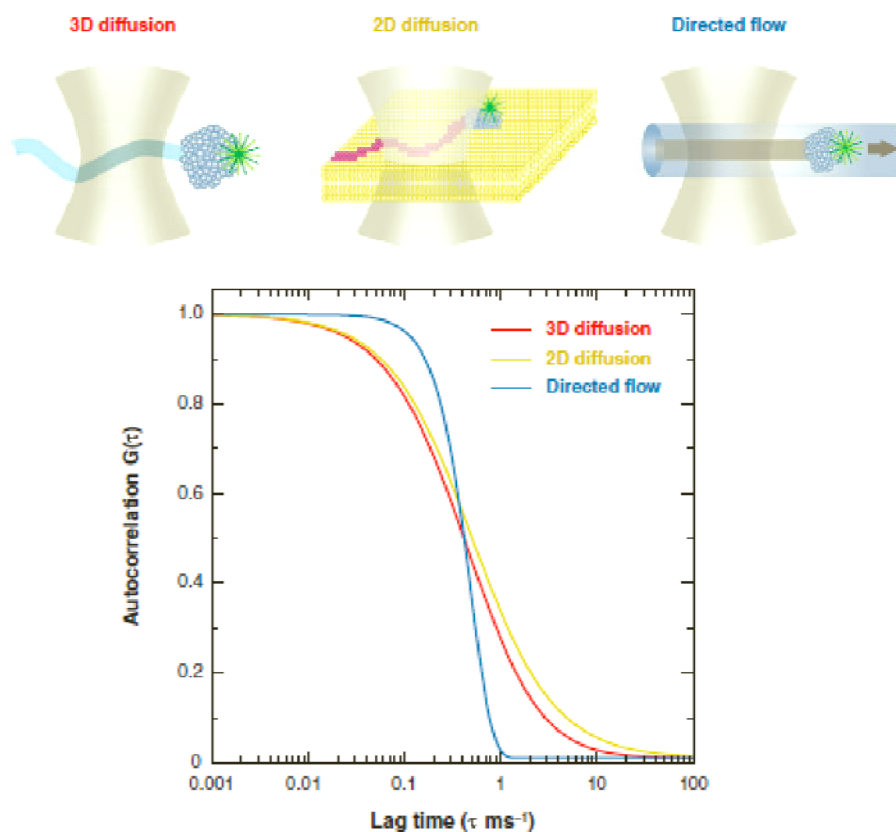 3D diffusion 2D diffusion Directed flow
1.0
0.8
0.6
0.4
0.2
0
Autocorrelation G(τ)
3D diffusion
2D diffusion
Directed flow
0.001 0.01 0.1 1 10 100
Lag time (τ ms⁻¹)